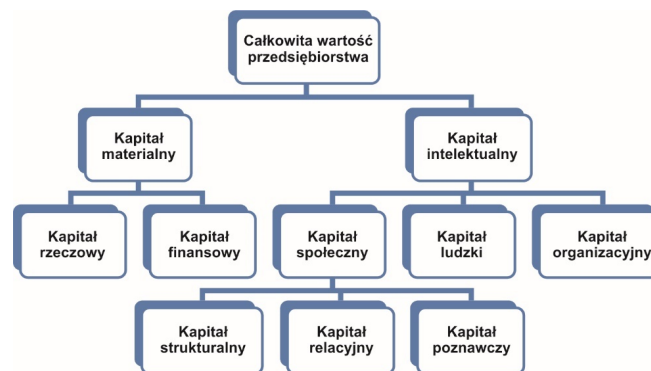 Całkowita wartość
przedsiębiorstwa
Kapitał
materialny
Kapitał
intelektualny
Kapitał
rzeczowy
Kapitał
finansowy
Kapitał
społeczny
Kapitał
ludzki
Kapitał
organizacyjny
Kapitał
strukturalny
Kapitał
relacyjny
Kapitał
poznawczy